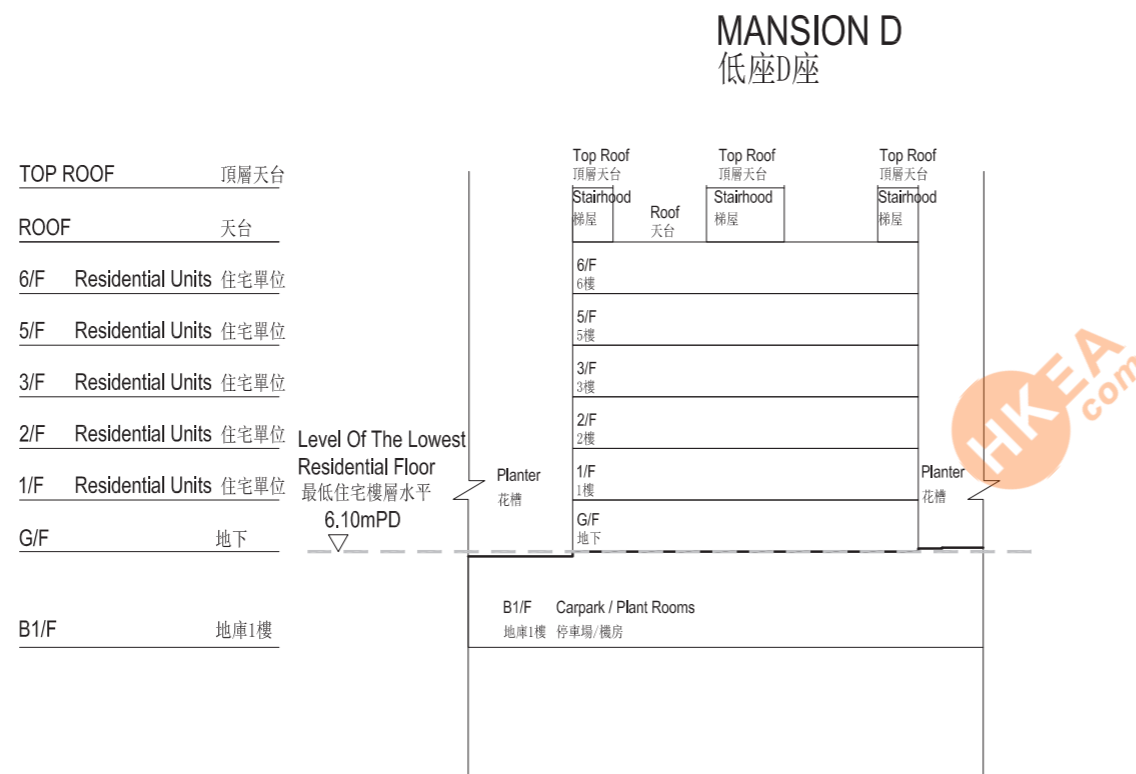 MANSION D
低座D座
TOP ROOF 頂層天台
ROOF 天台
6/F Residential Units 住宅單位
5/F Residential Units 住宅單位
3/F Residential Units 住宅單位
2/F Residential Units 住宅單位
1/F Residential Units 住宅單位
G/F 地下
B1/F 地庫1樓
Level Of The Lowest
Residential Floor
最低住宅樓層水平
6.10mPD
Top Roof
頂層天台
Stairhood
梯屋
Roof
天台
Top Roof
頂層天台
Stairhood
梯屋
Top Roof
頂層天台
Stairhood
梯屋
6/F
6樓
5/F
5樓
3/F
3樓
2/F
2樓
1/F
1樓
G/F
地下
Planter
花槽
Planter
花槽
B1/F Carpark / Plant Rooms
地庫1樓 停車場/機房
HKEA
com